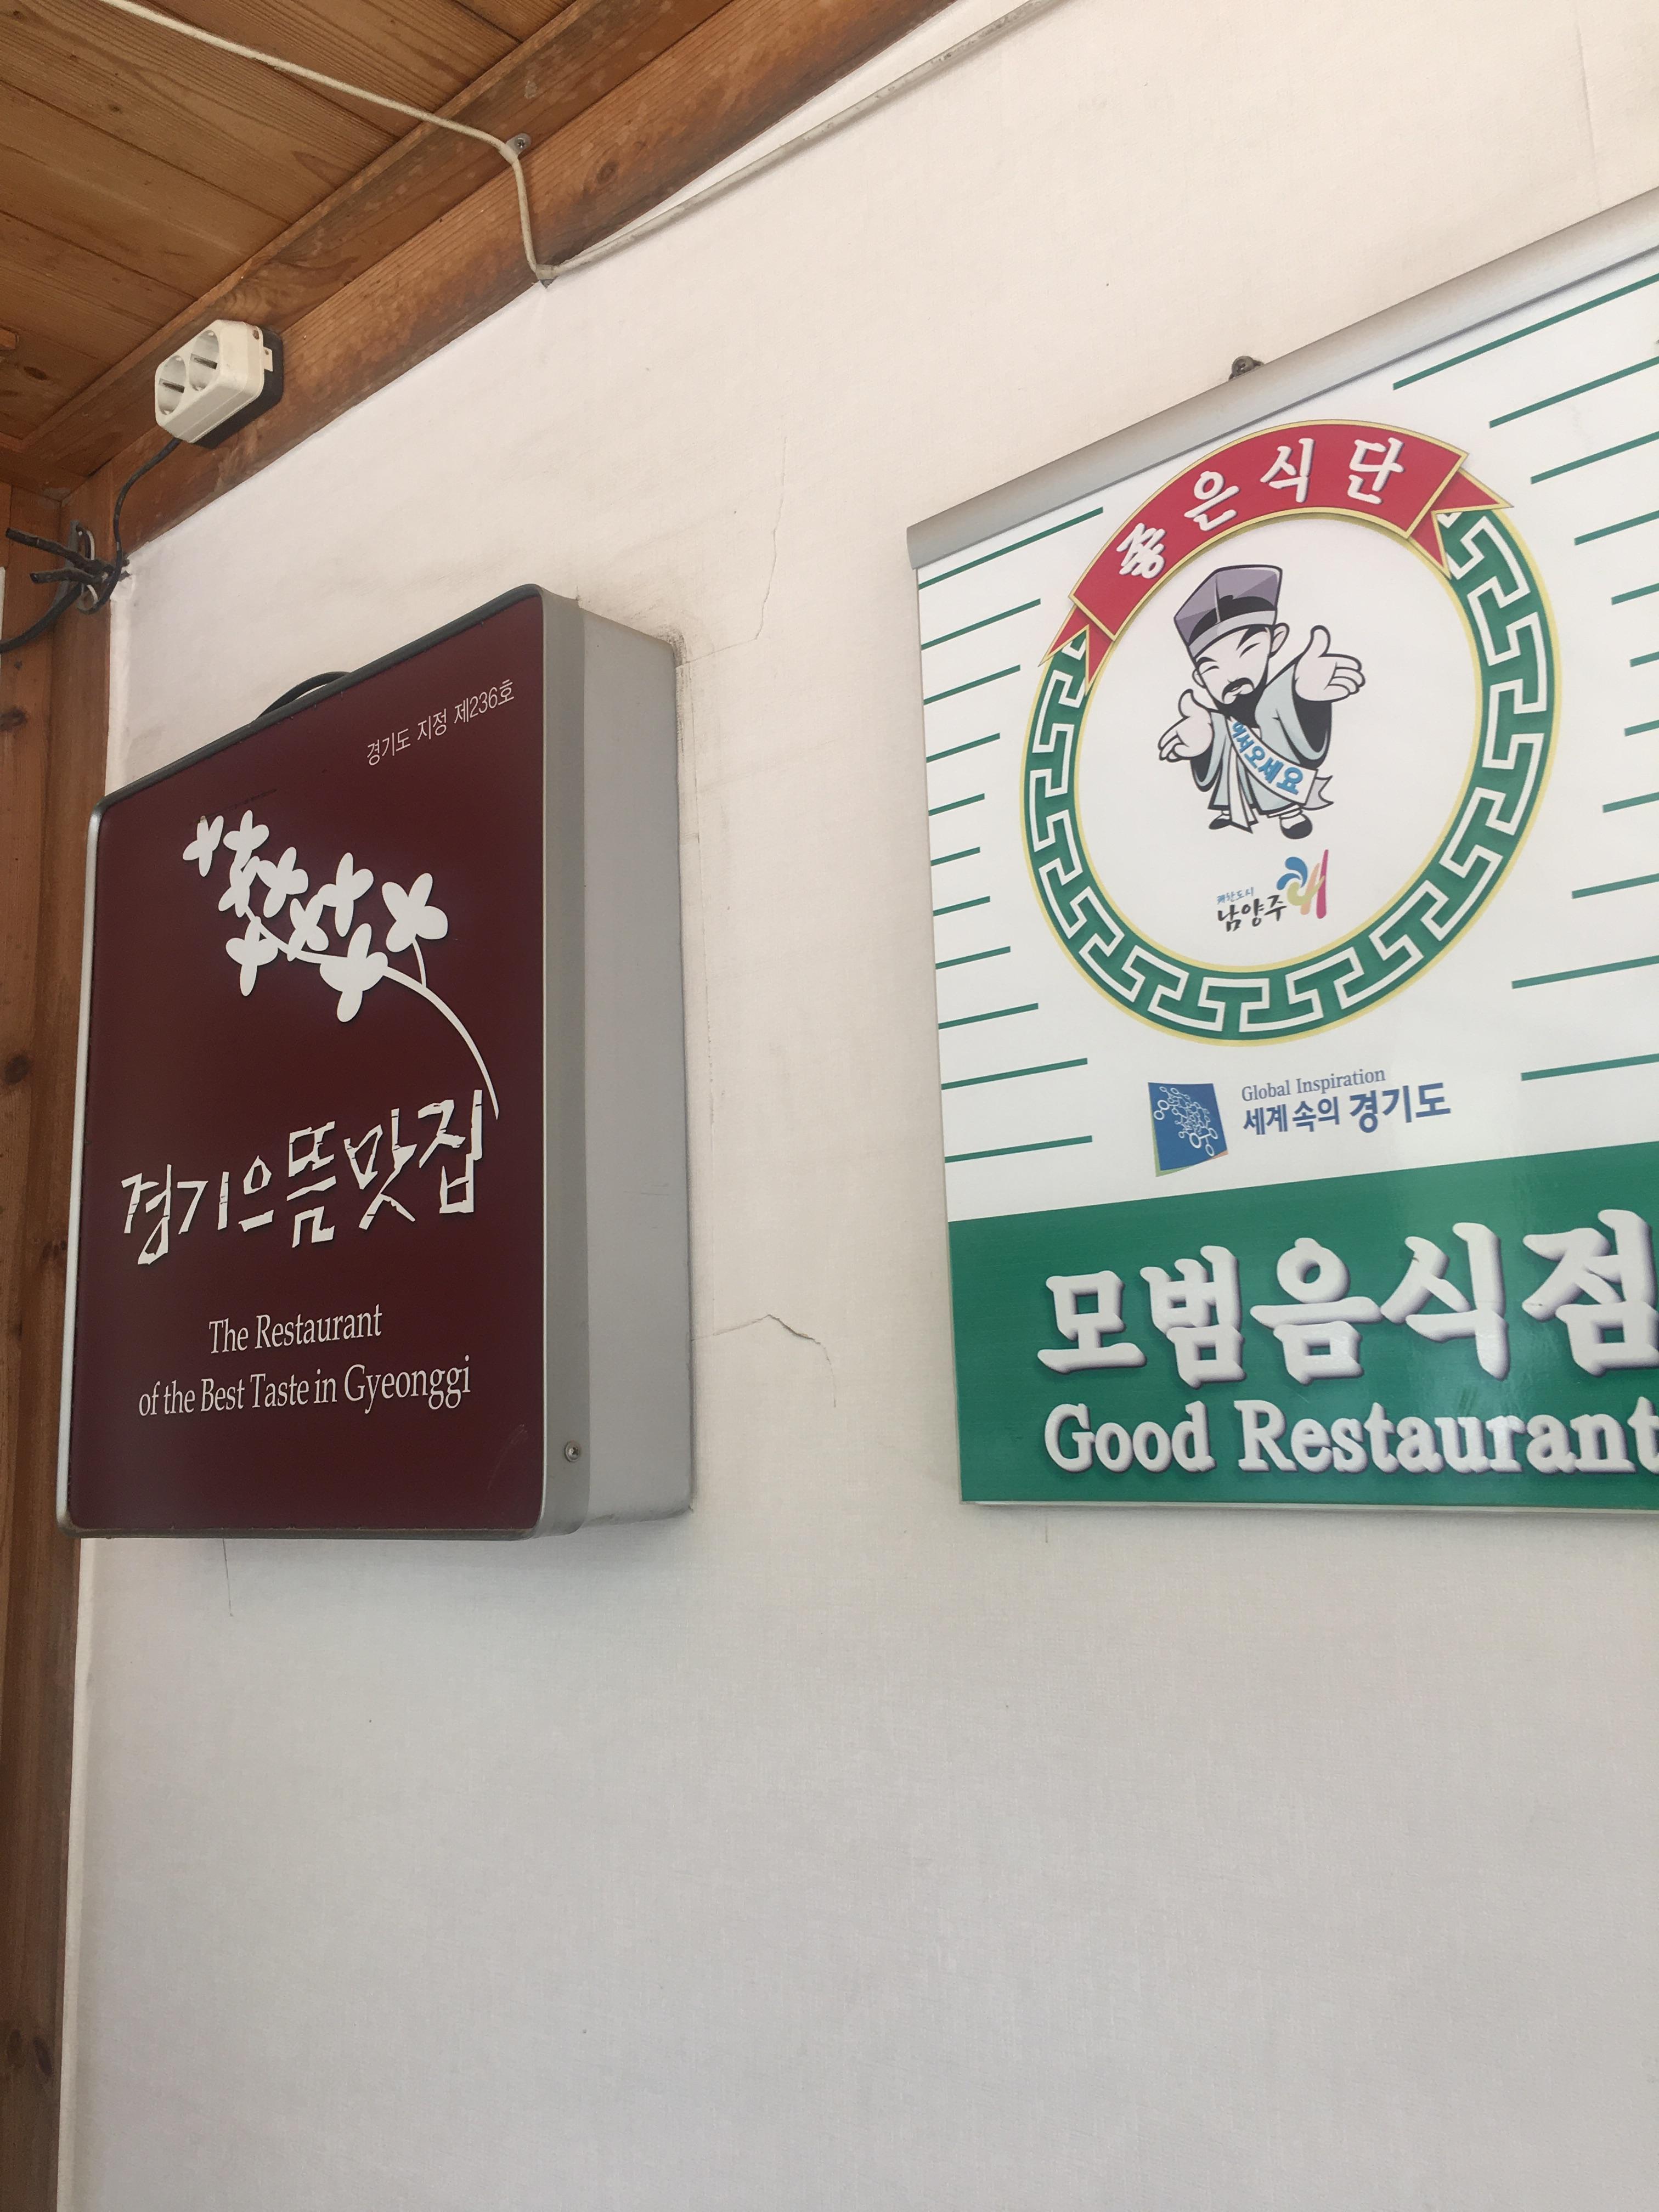 경기도 지정 제236호
경기으뜸맛집
The Restaurant
of the Best Taste in Gyeonggi
좋은식단
어서오세요
남양주
Global Inspiration
세계 속의 경기도
모범음식점
Good Restaurant